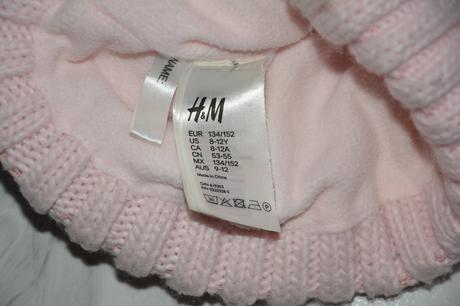 NAME:
H&M
EUR 134/152
US 8-12Y
CA 8-12A
CN 53-55
MX 134/152
AUS 9-12
Made in China